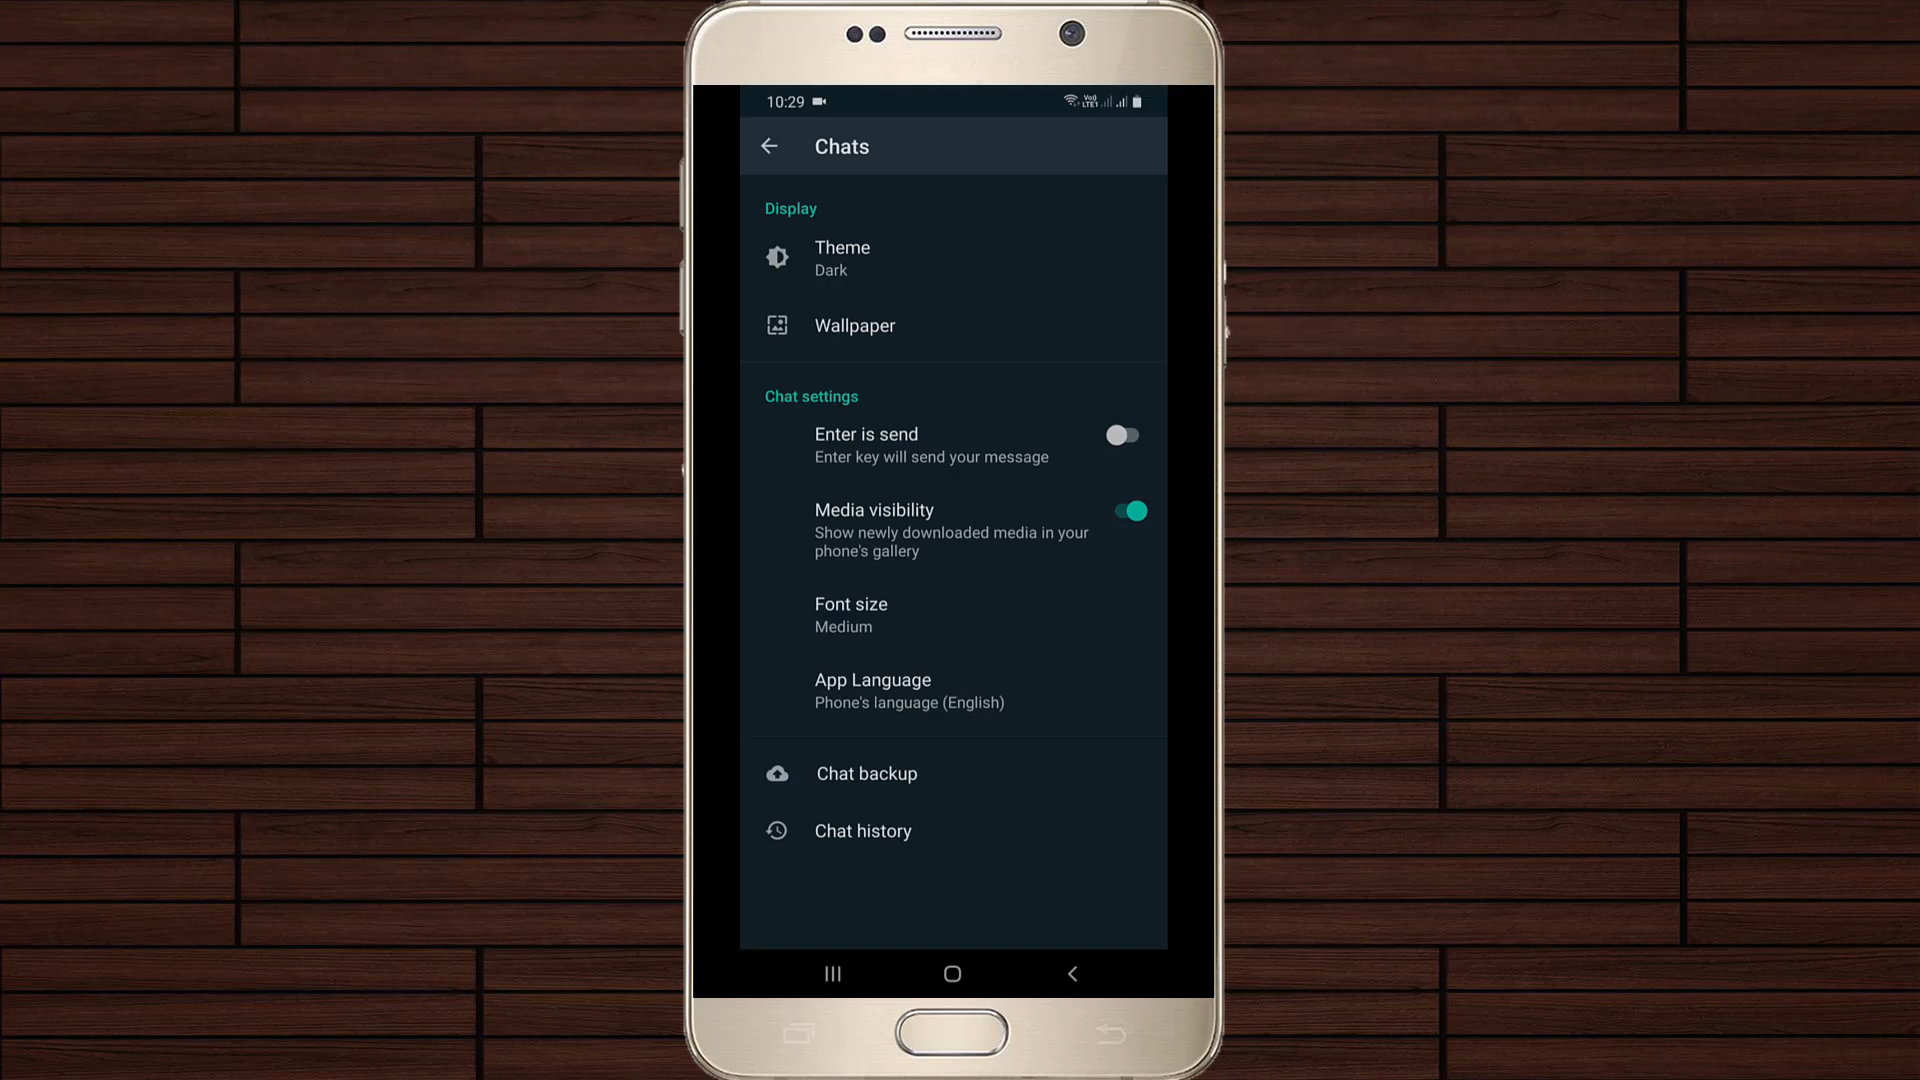 10:29
Vo)) LTE1
Chats
Display
Theme
Dark
Wallpaper
Chat settings
Enter is send
Enter key will send your message
Media visibility
Show newly downloaded media in your
phone's gallery
Font size
Medium
App Language
Phone's language (English)
Chat backup
Chat history